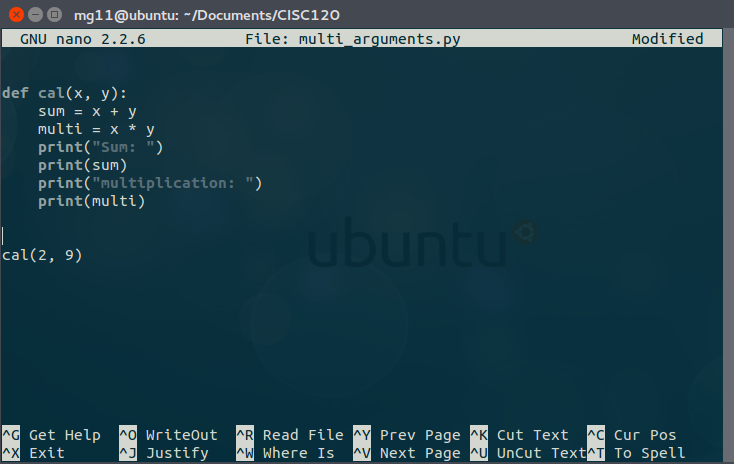 mg11@ubuntu: ~/Documents/CISC120
GNU nano 2.2.6 File: multi_arguments.py Modified
def cal(x, y):
    sum = x + y
    multi = x * y
    print("Sum: ")
    print(sum)
    print("multiplication: ")
    print(multi)
ubuntu
cal(2, 9)
^G Get Help ^O WriteOut ^R Read File ^Y Prev Page ^K Cut Text ^C Cur Pos
^X Exit ^J Justify ^W Where Is ^V Next Page ^U UnCut Text ^T To Spell